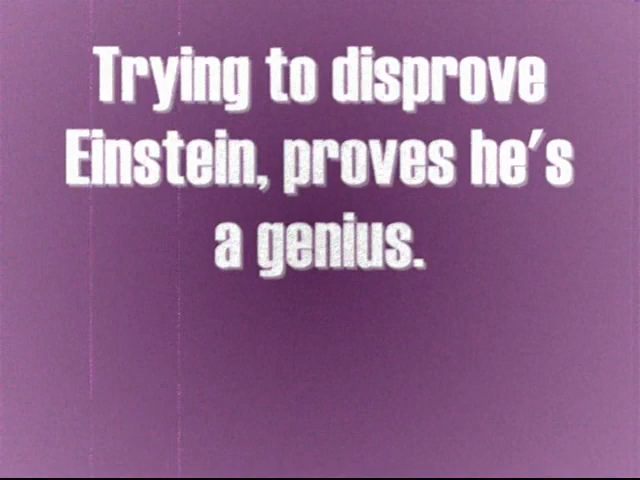 Trying to disprove
Einstein, proves he's
a genius.